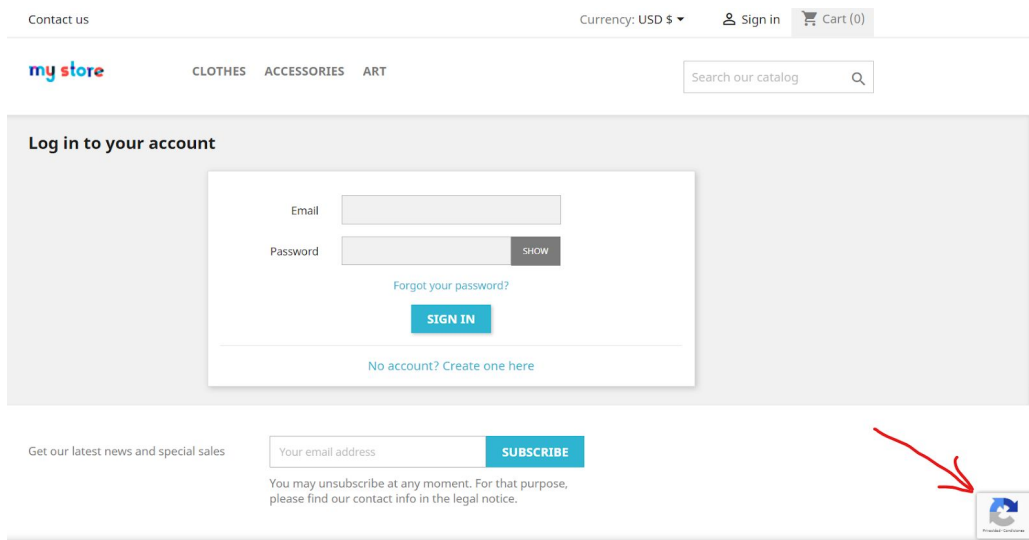 Contact us
Currency: USD $
Sign in
Cart (0)
my store
CLOTHES ACCESSORIES ART
Search our catalog
Log in to your account
Email
Password
SHOW
Forgot your password?
SIGN IN
No account? Create one here
Get our latest news and special sales
Your email address
SUBSCRIBE
You may unsubscribe at any moment. For that purpose,
please find our contact info in the legal notice.